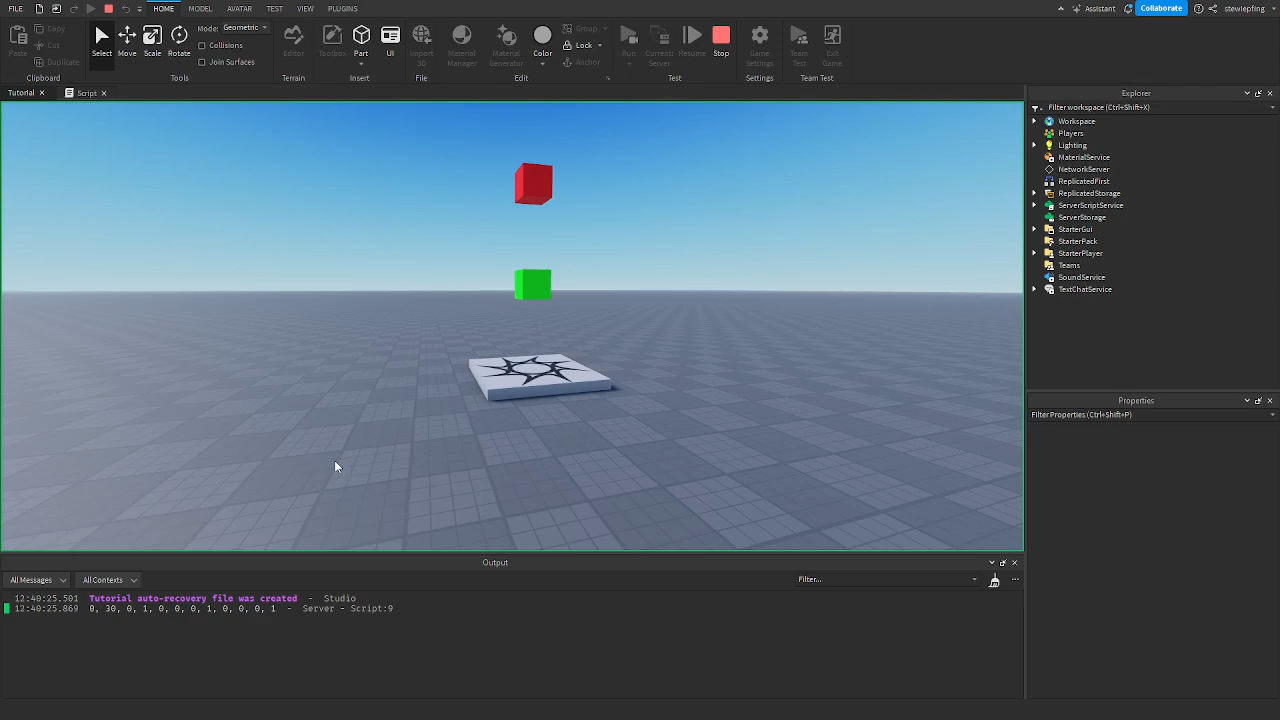 FILE HOME MODEL AVATAR TEST VIEW PLUGINS Assistant Collaborate stewiepfing
Paste Copy Cut Duplicate Clipboard
Select Move Scale Rotate Mode: Geometric Collisions Join Surfaces Tools
Editor Terrain
Toolbox Part UI Insert
Import 3D File
Material Manager Material Generator Color Group Lock Anchor Edit
Run Current: Server Resume Stop Test
Game Settings Settings
Team Test Exit Game Team Test
Tutorial Script
Explorer
Filter workspace (Ctrl+Shift+X)
Workspace
Players
Lighting
MaterialService
NetworkServer
ReplicatedFirst
ReplicatedStorage
ServerScriptService
ServerStorage
StarterGui
StarterPack
StarterPlayer
Teams
SoundService
TextChatService
Properties
Filter Properties (Ctrl+Shift+P)
Output
All Messages All Contexts Filter...
12:40:25.501 Tutorial auto-recovery file was created - Studio
12:40:25.869 0, 30, 0, 1, 0, 0, 0, 1, 0, 0, 0, 1 - Server - Script:9